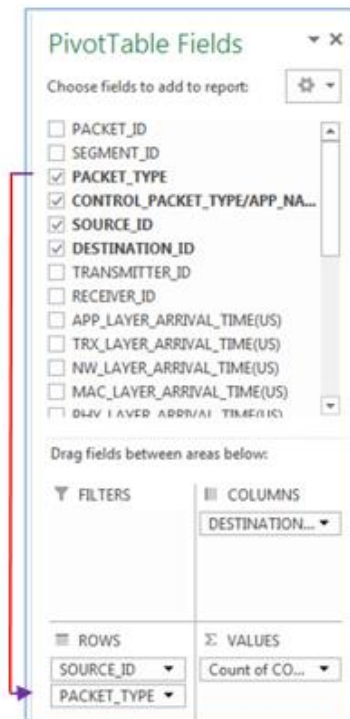 PivotTable Fields
Choose fields to add to report:
PACKET_ID
SEGMENT_ID
PACKET_TYPE
CONTROL_PACKET_TYPE/APP_NA...
SOURCE_ID
DESTINATION_ID
TRANSMITTER_ID
RECEIVER_ID
APP_LAYER_ARRIVAL_TIME(US)
TRX_LAYER_ARRIVAL_TIME(US)
NW_LAYER_ARRIVAL_TIME(US)
MAC_LAYER_ARRIVAL_TIME(US)
PHY_LAYER_ARRIVAL_TIME(US)
Drag fields between areas below:
FILTERS
COLUMNS
DESTINATION...
ROWS
SOURCE_ID
PACKET_TYPE
Σ VALUES
Count of CO...